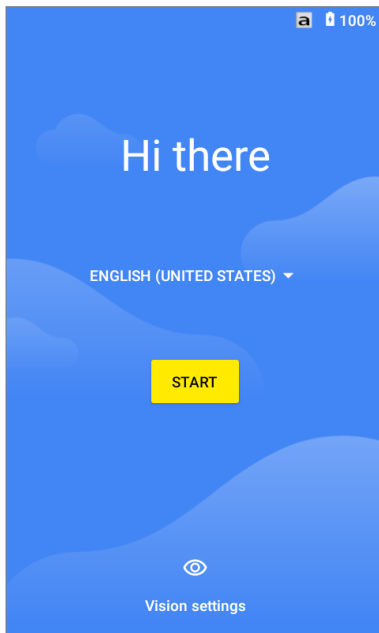 a 100%
Hi there
ENGLISH (UNITED STATES)
START
Vision settings